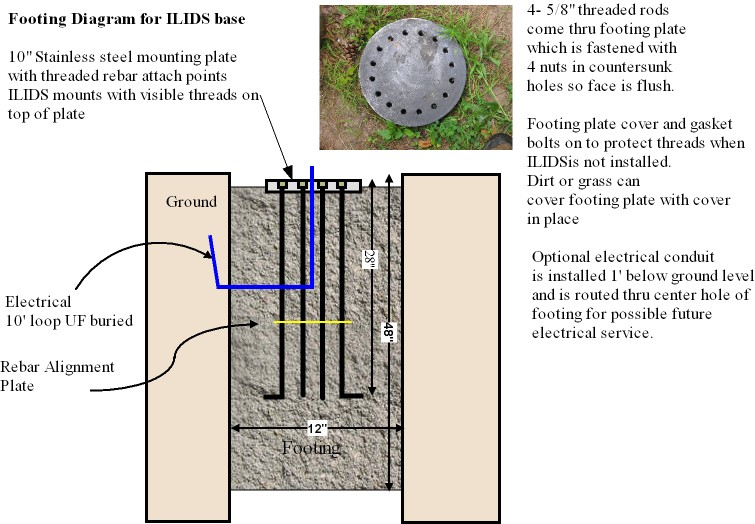 Footing Diagram for ILIDS base
10" Stainless steel mounting plate
with threaded rebar attach points
ILIDS mounts with visible threads on
top of plate
4- 5/8" threaded rods
come thru footing plate
which is fastened with
4 nuts in countersunk
holes so face is flush.
Footing plate cover and gasket
bolts on to protect threads when
ILIDSis not installed.
Dirt or grass can
cover footing plate with cover
in place
Optional electrical conduit
is installed 1' below ground level
and is routed thru center hole of
footing for possible future
electrical service.
Ground
28"
48"
Electrical
10' loop UF buried
Rebar Alignment
Plate
12"
Footing